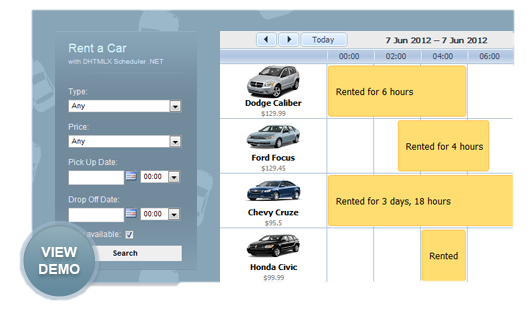 Rent a Car
with DHTMLX Scheduler .NET
Type:
Any
Price:
Any
Pick Up Date:
00:00
Drop Off Date:
00:00
available:
Search
VIEW
DEMO
Today
7 Jun 2012 – 7 Jun 2012
00:00 02:00 04:00 06:00
Dodge Caliber
$129.99
Rented for 6 hours
Ford Focus
$129.45
Rented for 4 hours
Chevy Cruze
$95.5
Rented for 3 days, 18 hours
Honda Civic
$99.99
Rented